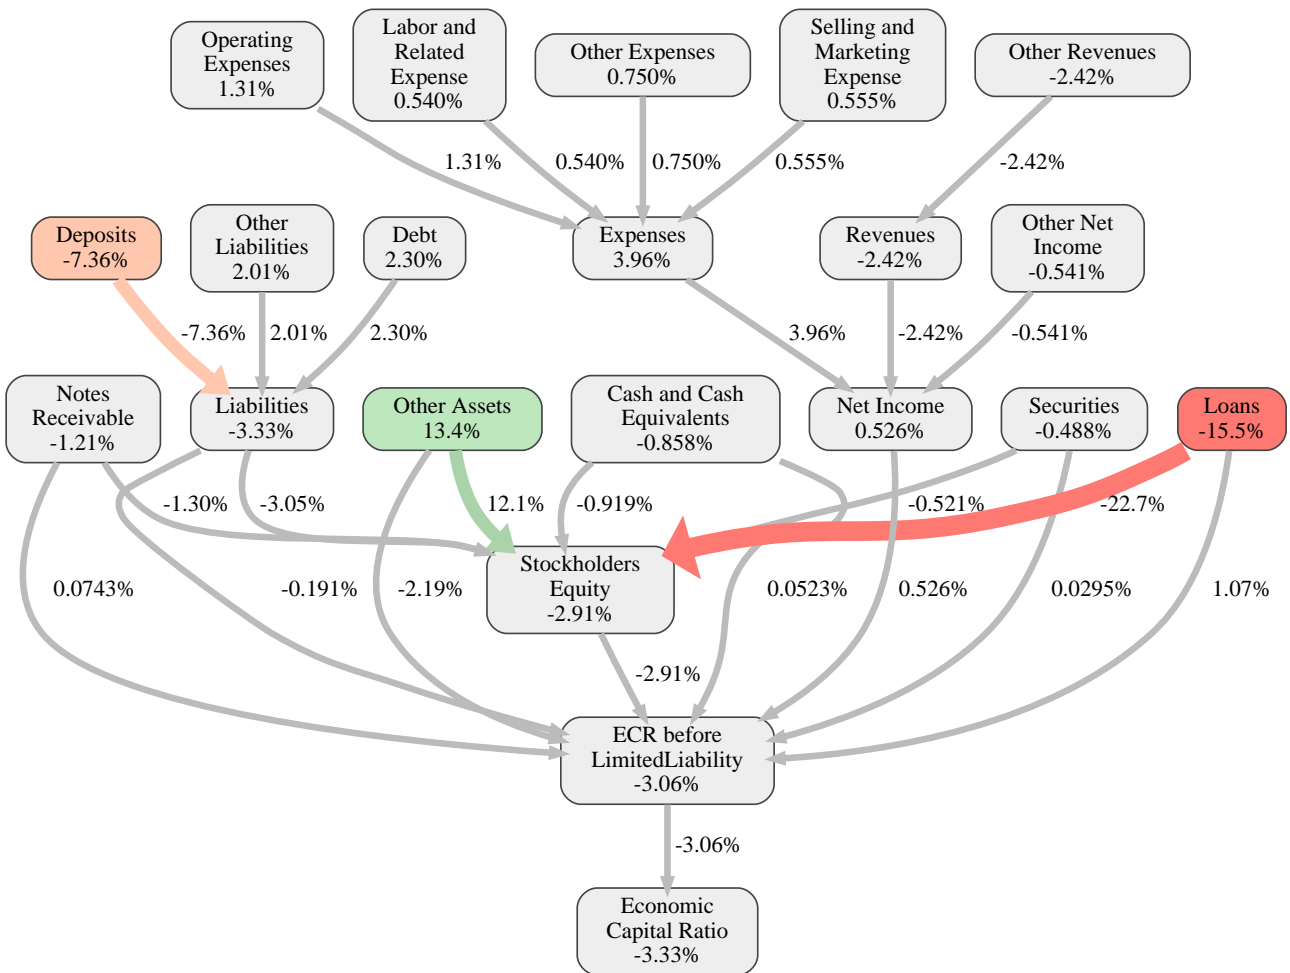 Operating
Expenses
1.31%
Labor and
Related
Expense
0.540%
Other Expenses
0.750%
Selling and
Marketing
Expense
0.555%
Other Revenues
-2.42%
1.31%
0.540%
0.750%
0.555%
-2.42%
Deposits
-7.36%
Other
Liabilities
2.01%
Debt
2.30%
Expenses
3.96%
Revenues
-2.42%
Other Net
Income
-0.541%
-7.36%
2.01%
2.30%
3.96%
-2.42%
-0.541%
Notes
Receivable
-1.21%
Liabilities
-3.33%
Other Assets
13.4%
Cash and Cash
Equivalents
-0.858%
Net Income
0.526%
Securities
-0.488%
Loans
-15.5%
-1.30%
-3.05%
12.1%
-0.919%
-0.521%
-22.7%
Stockholders
Equity
-2.91%
0.0743%
-0.191%
-2.19%
0.0523%
0.526%
0.0295%
1.07%
-2.91%
ECR before
LimitedLiability
-3.06%
-3.06%
Economic
Capital Ratio
-3.33%